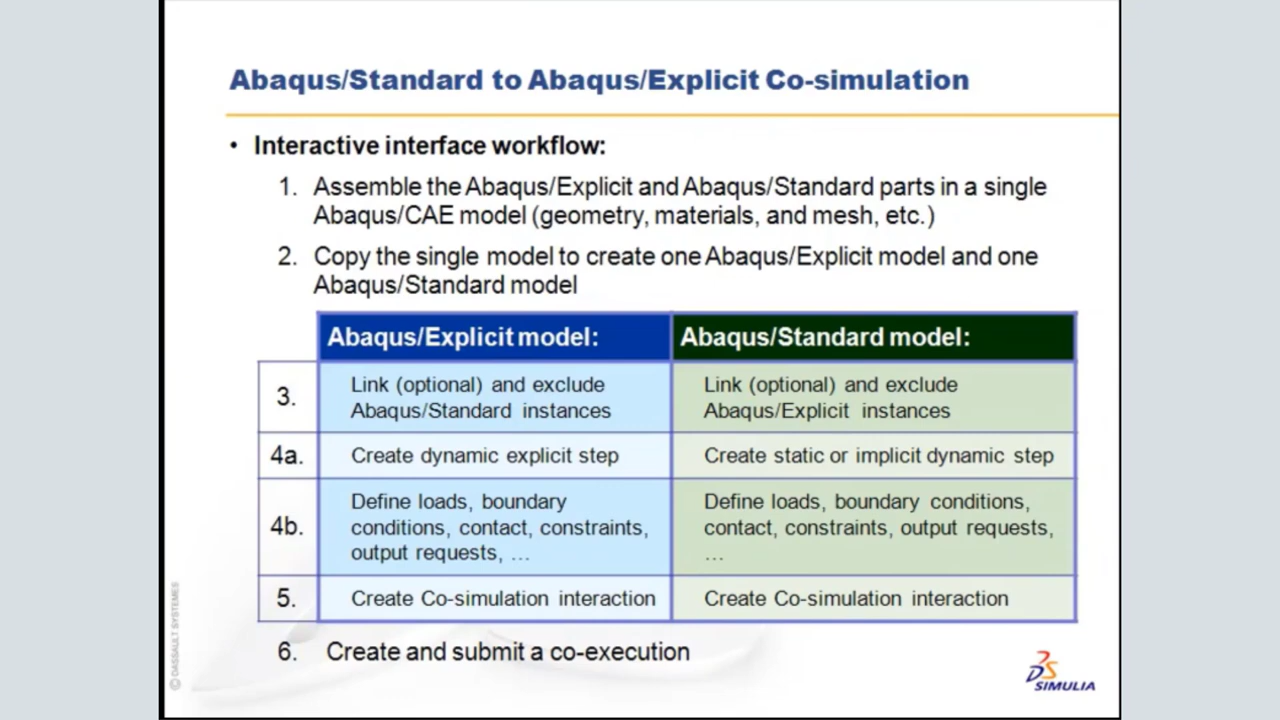 Abaqus/Standard to Abaqus/Explicit Co-simulation
• Interactive interface workflow:
1. Assemble the Abaqus/Explicit and Abaqus/Standard parts in a single
Abaqus/CAE model (geometry, materials, and mesh, etc.)
2. Copy the single model to create one Abaqus/Explicit model and one
Abaqus/Standard model
Abaqus/Explicit model: Abaqus/Standard model:
3. Link (optional) and exclude Link (optional) and exclude
Abaqus/Standard instances Abaqus/Explicit instances
4a. Create dynamic explicit step Create static or implicit dynamic step
4b. Define loads, boundary Define loads, boundary conditions,
conditions, contact, constraints, contact, constraints, output requests,
output requests, … …
5. Create Co-simulation interaction Create Co-simulation interaction
6. Create and submit a co-execution
© DASSAULT SYSTEMES
DS SIMULIA